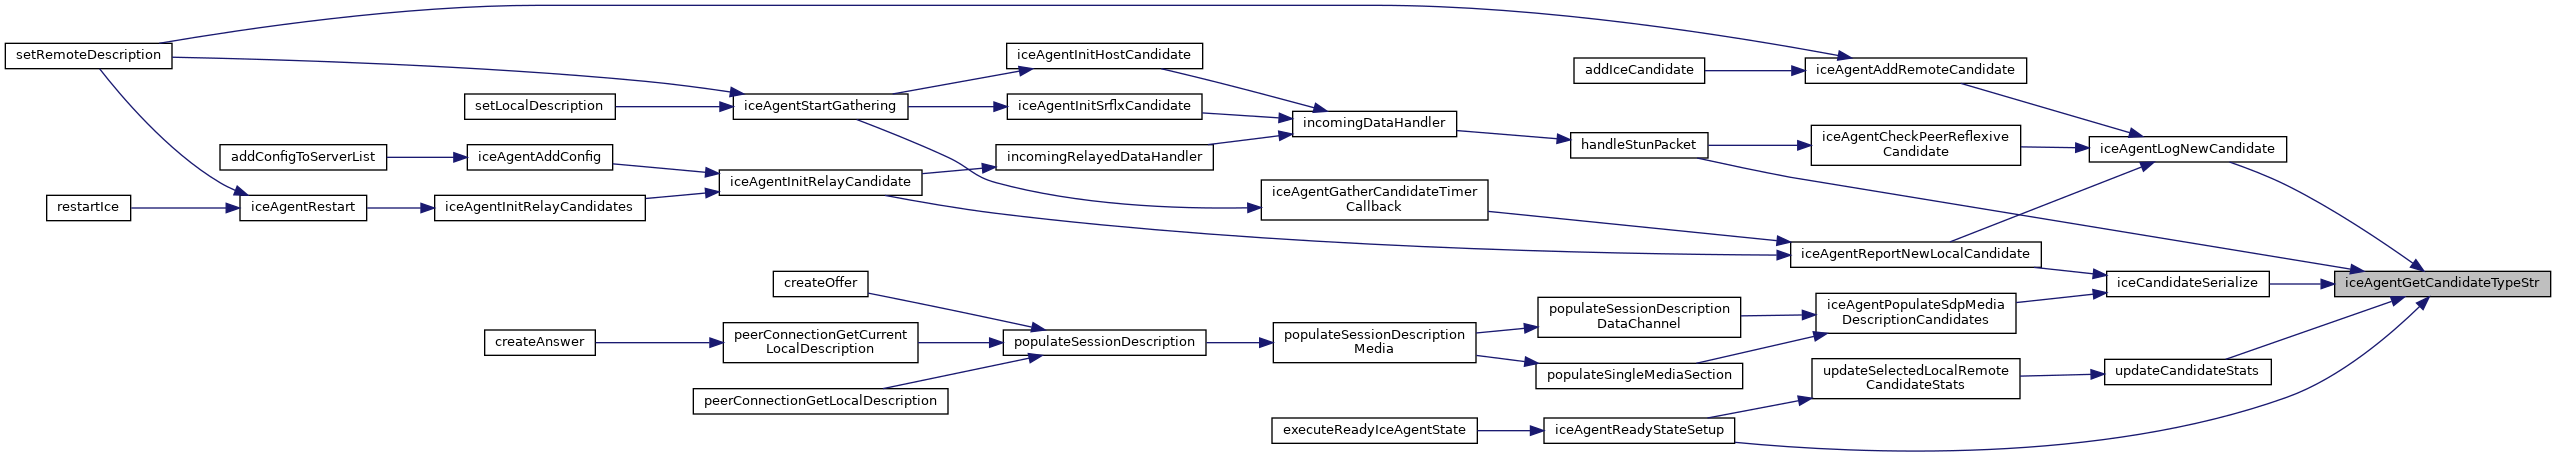 setRemoteDescription
iceAgentInitHostCandidate
addIceCandidate
iceAgentAddRemoteCandidate
setLocalDescription
iceAgentStartGathering
iceAgentInitSrflxCandidate
incomingDataHandler
handleStunPacket
iceAgentCheckPeerReflexive
Candidate
iceAgentLogNewCandidate
addConfigToServerList
iceAgentAddConfig
incomingRelayedDataHandler
iceAgentInitRelayCandidate
iceAgentGatherCandidateTimer
Callback
restartIce
iceAgentRestart
iceAgentInitRelayCandidates
iceAgentReportNewLocalCandidate
createOffer
iceCandidateSerialize
iceAgentGetCandidateTypeStr
populateSessionDescription
DataChannel
iceAgentPopulateSdpMedia
DescriptionCandidates
createAnswer
peerConnectionGetCurrent
LocalDescription
populateSessionDescription
populateSessionDescription
Media
populateSingleMediaSection
updateSelectedLocalRemote
CandidateStats
updateCandidateStats
peerConnectionGetLocalDescription
executeReadyIceAgentState
iceAgentReadyStateSetup